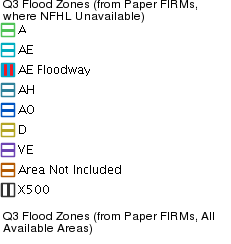 Q3 Flood Zones (from Paper FIRMs,
where NFHL Unavailable)
A
AE
AE Floodway
AH
AO
D
VE
Area Not Included
X500
Q3 Flood Zones (from Paper FIRMs, All
Available Areas)